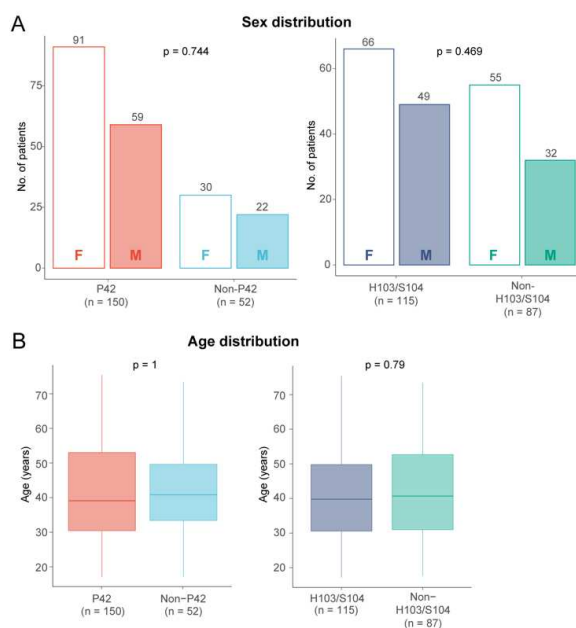 A
Sex distribution
p = 0.744
No. of patients
75
50
25
0
91
59
30
22
F
M
F
M
P42
(n = 150)
Non-P42
(n = 52)
p = 0.469
No. of patients
60
40
20
0
66
49
55
32
F
M
F
M
H103/S104
(n = 115)
Non-
H103/S104
(n = 87)
B
Age distribution
p = 1
Age (years)
70
60
50
40
30
20
P42
(n = 150)
Non−P42
(n = 52)
p = 0.79
Age (years)
70
60
50
40
30
20
H103/S104
(n = 115)
Non−
H103/S104
(n = 87)